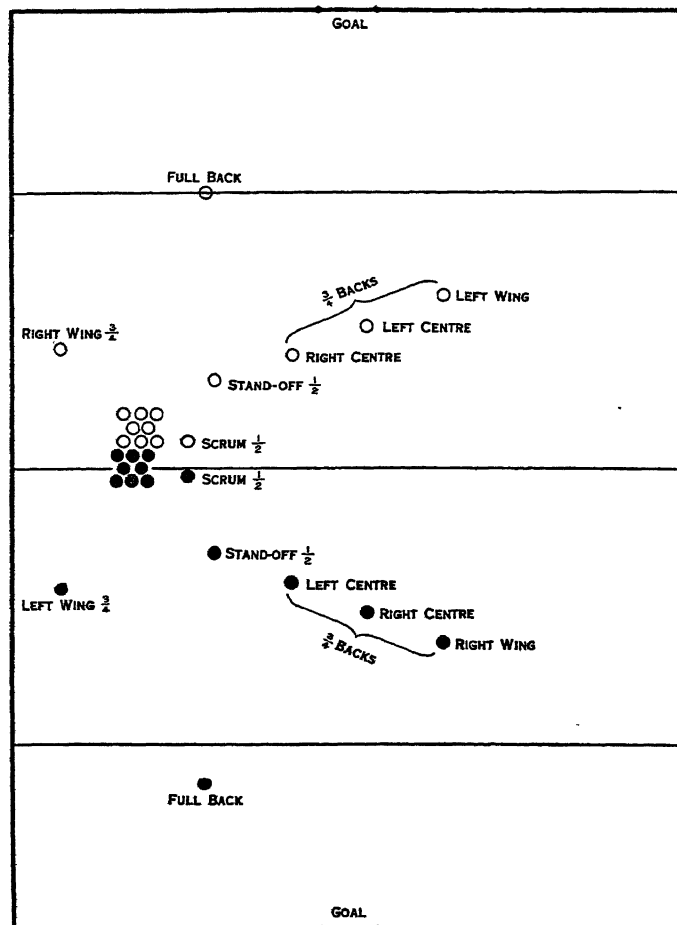 GOAL
FULL BACK
¾ BACKS
LEFT WING
LEFT CENTRE
RIGHT WING ¾
RIGHT CENTRE
STAND-OFF ½
SCRUM ½
SCRUM ½
STAND-OFF ½
LEFT CENTRE
LEFT WING ¾
RIGHT CENTRE
¾ BACKS
RIGHT WING
FULL BACK
GOAL